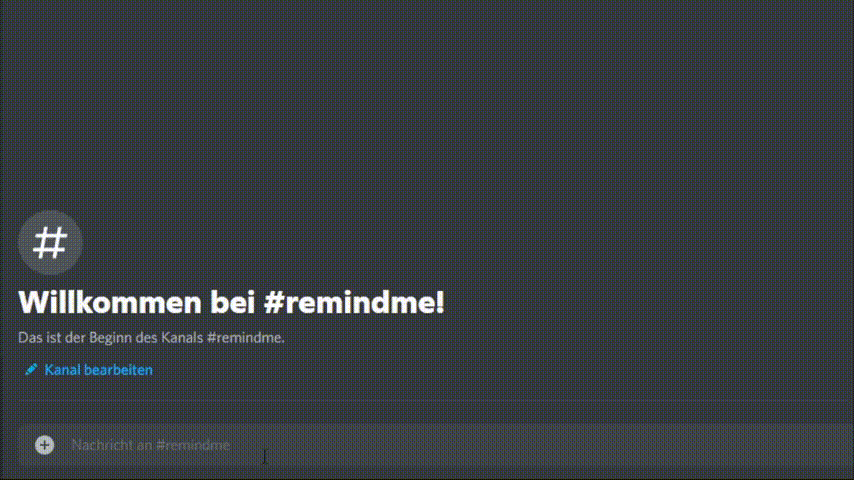 #
Willkommen bei #remindme!
Das ist der Beginn des Kanals #remindme.
Kanal bearbeiten
Nachricht an #remindme